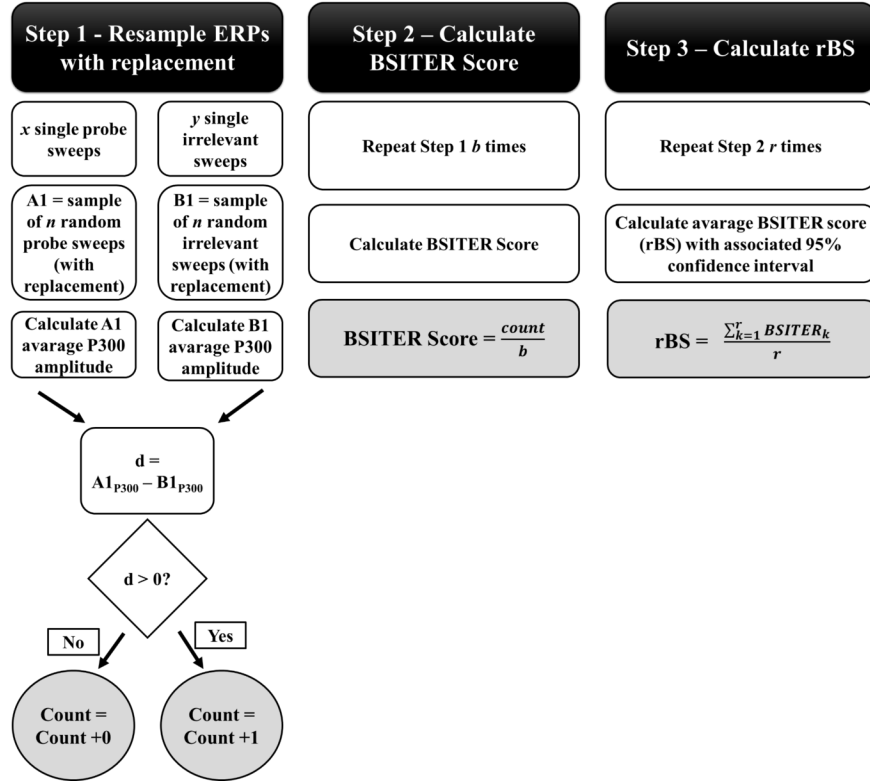 Step 1 - Resample ERPs
with replacement
x single probe
sweeps
y single
irrelevant
sweeps
A1 = sample
of n random
probe sweeps
(with
replacement)
B1 = sample
of n random
irrelevant
sweeps (with
replacement)
Calculate A1
avarage P300
amplitude
Calculate B1
avarage P300
amplitude
d =
A1P300 – B1P300
d > 0?
No
Yes
Count =
Count +0
Count =
Count +1
Step 2 – Calculate
BSITER Score
Repeat Step 1 b times
Calculate BSITER Score
BSITER Score = count/b
Step 3 – Calculate rBS
Repeat Step 2 r times
Calculate avarage BSITER score
(rBS) with associated 95%
confidence interval
rBS = ∑_{k=1}^{r} BSITER_k / r